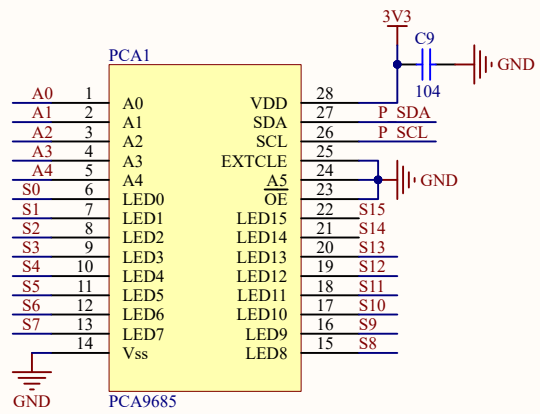 3V3
C9
GND
104
PCA1
A0 1 A0 VDD 28
A1 2 A1 SDA 27 P_SDA
A2 3 A2 SCL 26 P_SCL
A3 4 A3 EXTCLE 25
A4 5 A4 A5 24 GND
S0 6 LED0 OE 23
S1 7 LED1 LED15 22 S15
S2 8 LED2 LED14 21 S14
S3 9 LED3 LED13 20 S13
S4 10 LED4 LED12 19 S12
S5 11 LED5 LED11 18 S11
S6 12 LED6 LED10 17 S10
S7 13 LED7 LED9 16 S9
14 Vss LED8 15 S8
GND
PCA9685